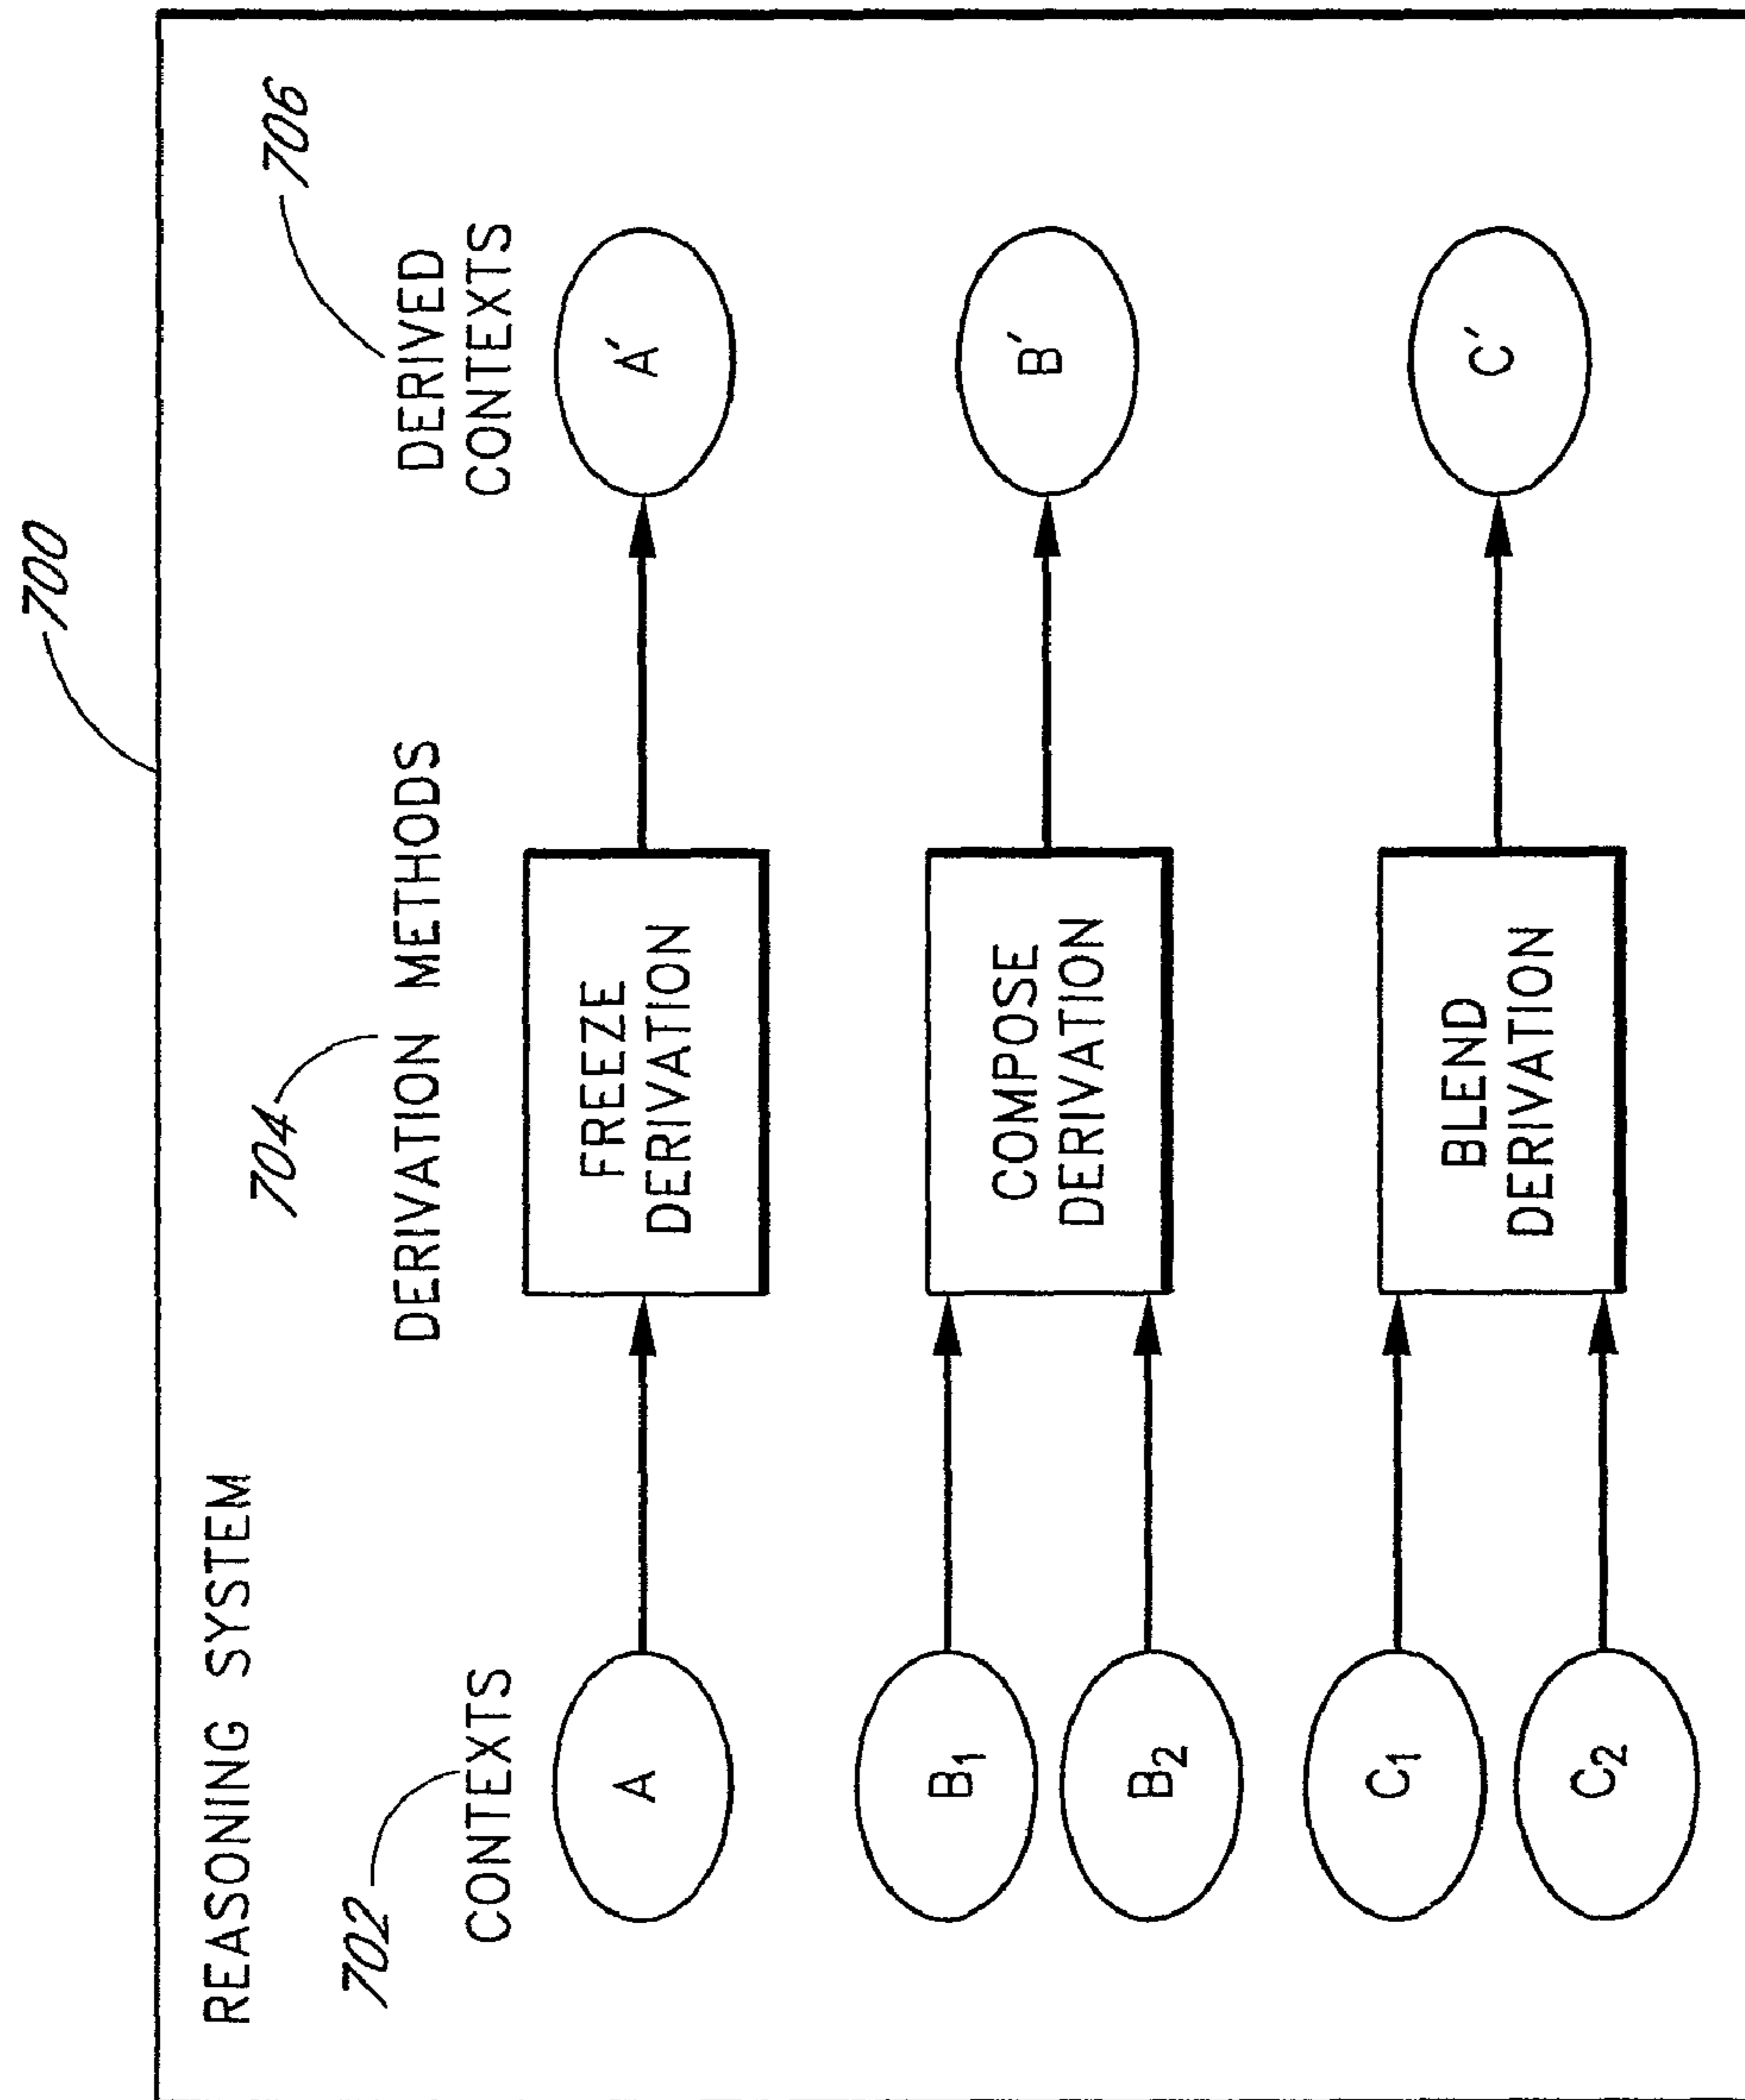 700
REASONING SYSTEM
702
CONTEXTS
704
DERIVATION METHODS
706
DERIVED
CONTEXTS
A
FREEZE
DERIVATION
A′
B₁
B₂
COMPOSE
DERIVATION
B′
C₁
C₂
BLEND
DERIVATION
C′